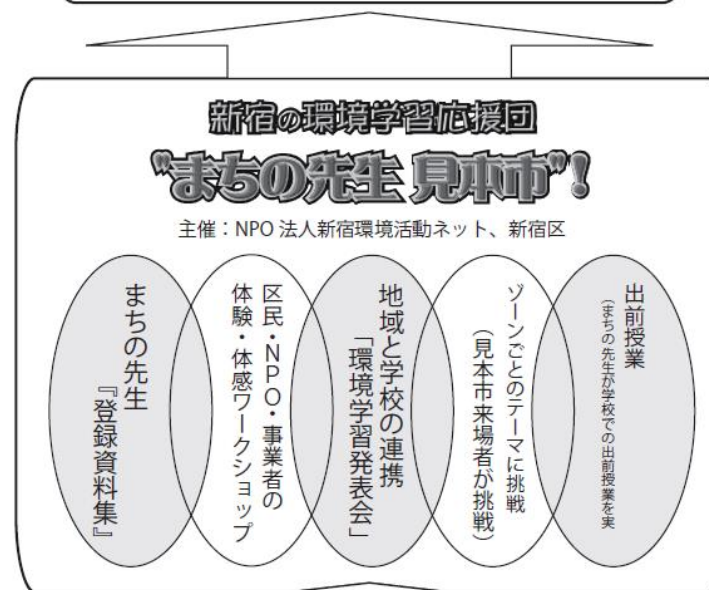 新宿の環境学習応援団
"まちの先生 見本市"!
主催：NPO 法人新宿環境活動ネット、新宿区
まちの先生
『登録資料集』
区民・NPO・事業者の
体験・体感ワークショップ
地域と学校の連携
「環境学習発表会」
ゾーンごとのテーマに挑戦
（見本市来場者が挑戦）
出前授業
（まちの先生が学校での出前授業を実